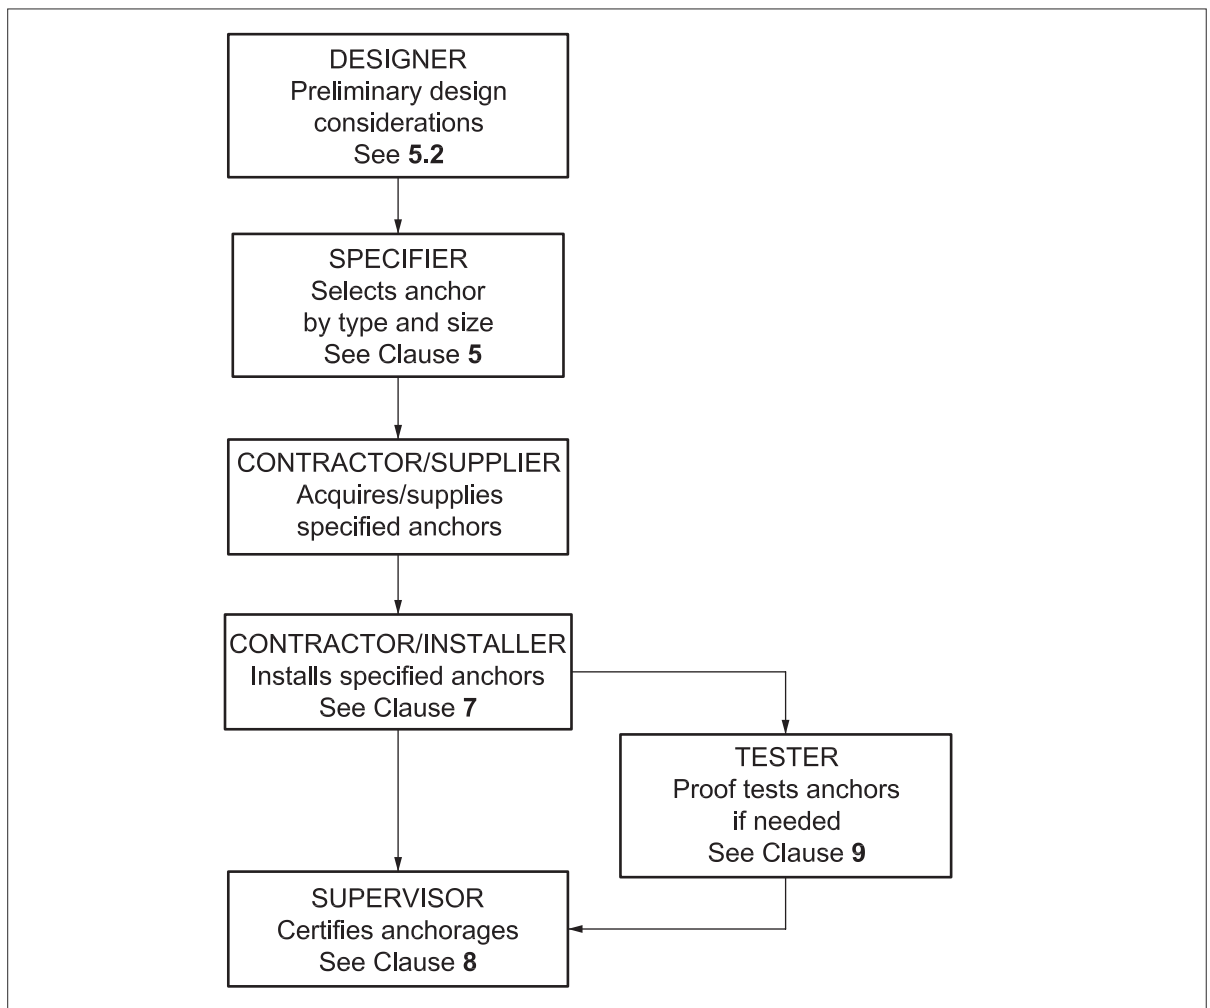 DESIGNER
Preliminary design
considerations
See 5.2
SPECIFIER
Selects anchor
by type and size
See Clause 5
CONTRACTOR/SUPPLIER
Acquires/supplies
specified anchors
CONTRACTOR/INSTALLER
Installs specified anchors
See Clause 7
TESTER
Proof tests anchors
if needed
See Clause 9
SUPERVISOR
Certifies anchorages
See Clause 8